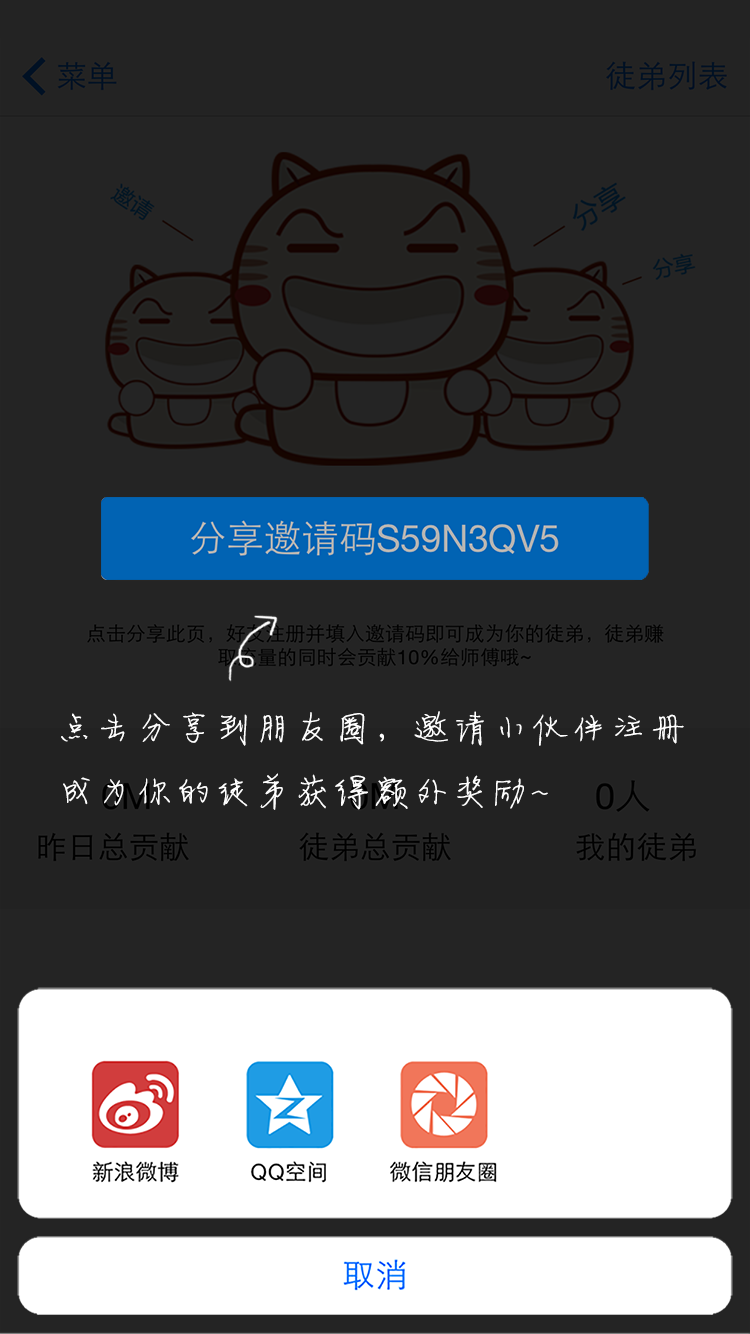 菜单
徒弟列表
邀请
分享
分享
分享邀请码S59N3QV5
点击分享此页，好友注册并填入邀请码即可成为你的徒弟，徒弟赚
取流量的同时会贡献10%给师傅哦~
点击分享到朋友圈，邀请小伙伴注册
成为你的徒弟获得额外奖励~
0M
0M
0人
昨日总贡献
徒弟总贡献
我的徒弟
新浪微博
QQ空间
微信朋友圈
取消